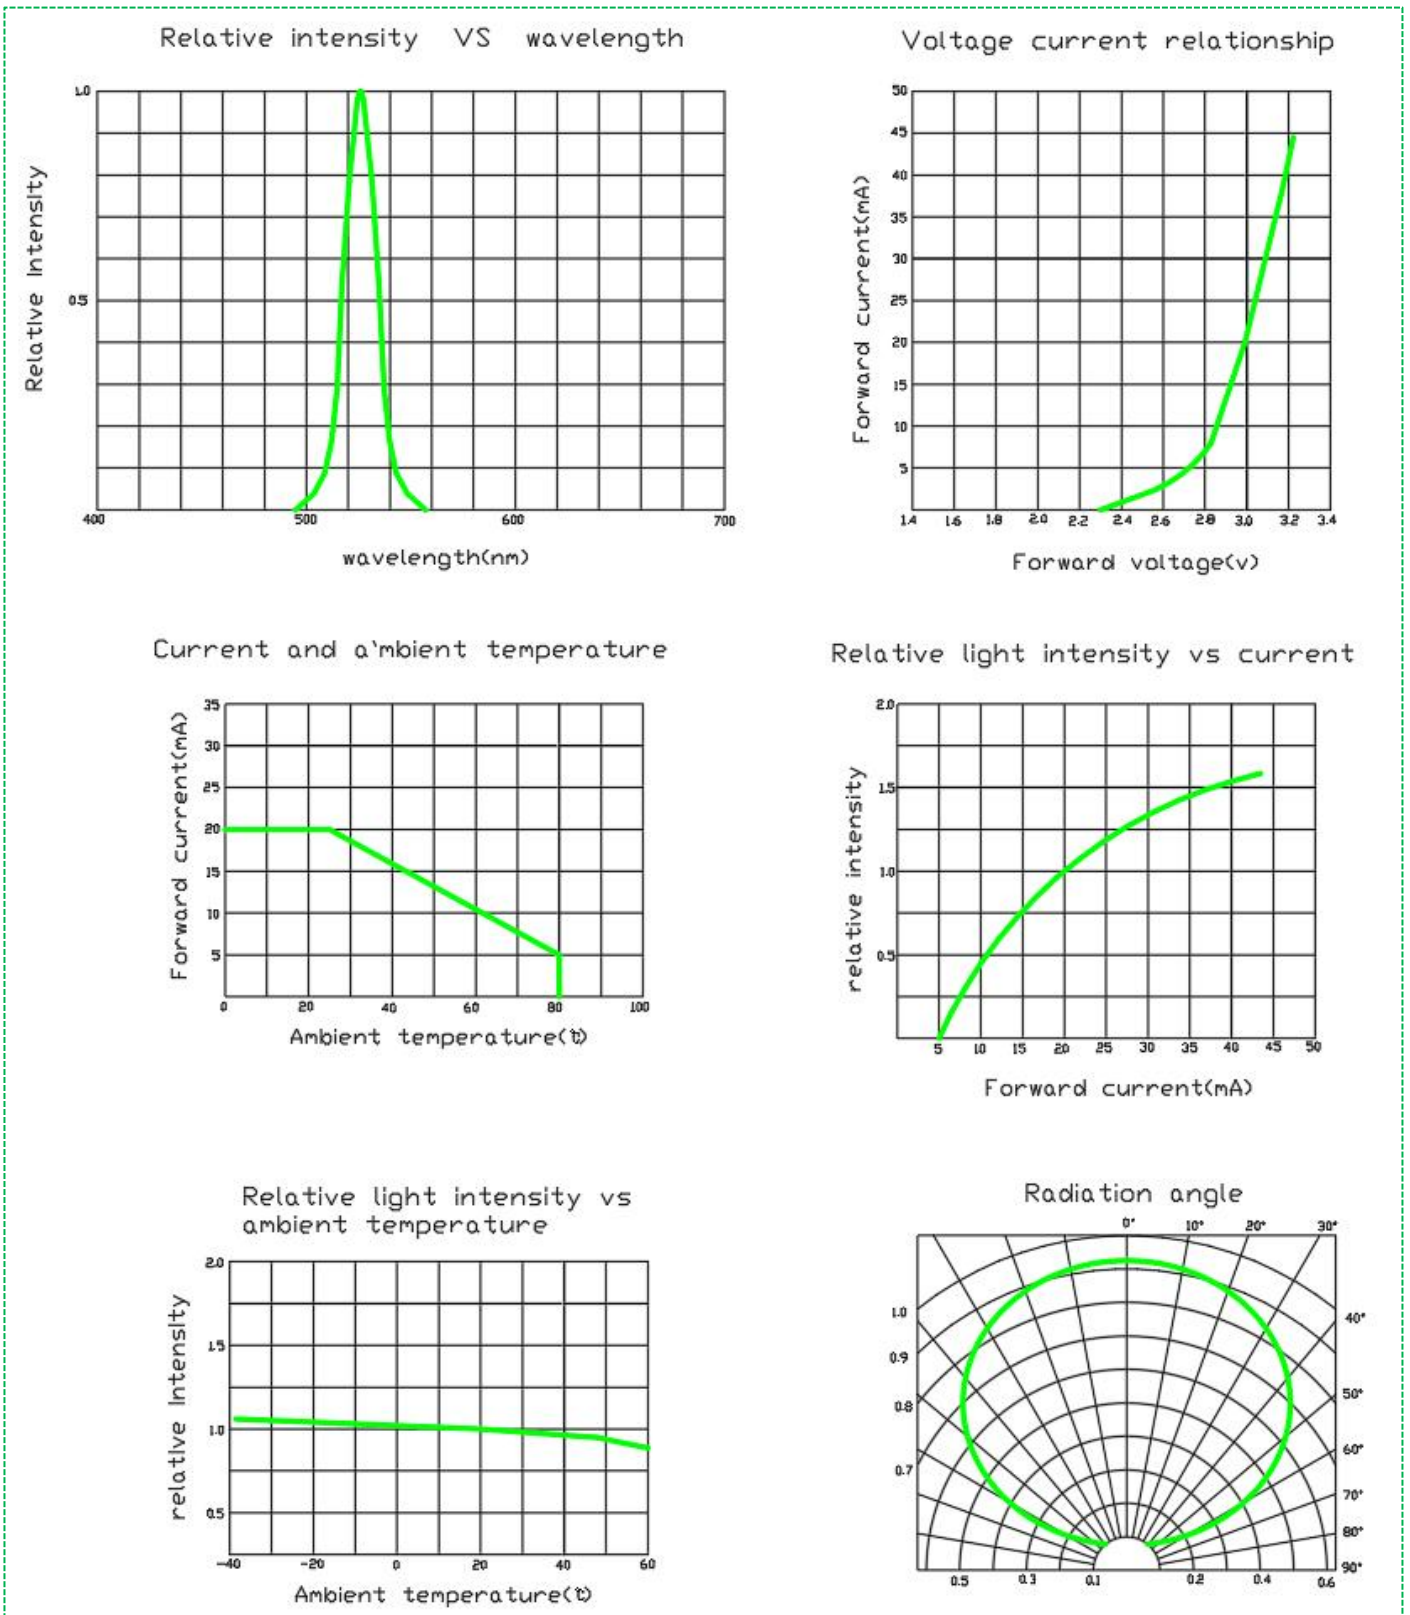 Relative intensity VS wavelength
1.0
0.5
Relative Intensity
400 500 600 700
wavelength(nm)
Voltage current relationship
50
45
40
35
30
25
20
15
10
5
Forward current(mA)
1.4 1.6 1.8 2.0 2.2 2.4 2.6 2.8 3.0 3.2 3.4
Forward voltage(v)
Current and a'mbient temperature
35
30
25
20
15
10
5
Forward current(mA)
0 20 40 60 80 100
Ambient temperature(℃)
Relative light intensity vs current
2.0
1.5
1.0
0.5
relative intensity
5 10 15 20 25 30 35 40 45 50
Forward current(mA)
Relative light intensity vs
ambient temperature
2.0
1.5
1.0
0.5
relative Intensity
-40 -20 0 20 40 60
Ambient temperature(℃)
Radiation angle
0° 10° 20° 30°
1.0 40°
0.9
0.8 50°
60°
0.7 70°
80°
90°
0.5 0.3 0.1 0.2 0.4 0.6